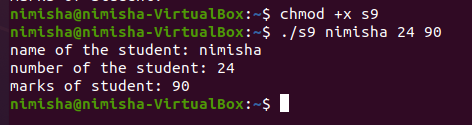 nimisha@nimisha-VirtualBox:~$ chmod +x s9
nimisha@nimisha-VirtualBox:~$ ./s9 nimisha 24 90
name of the student: nimisha
number of the student: 24
marks of student: 90
nimisha@nimisha-VirtualBox:~$